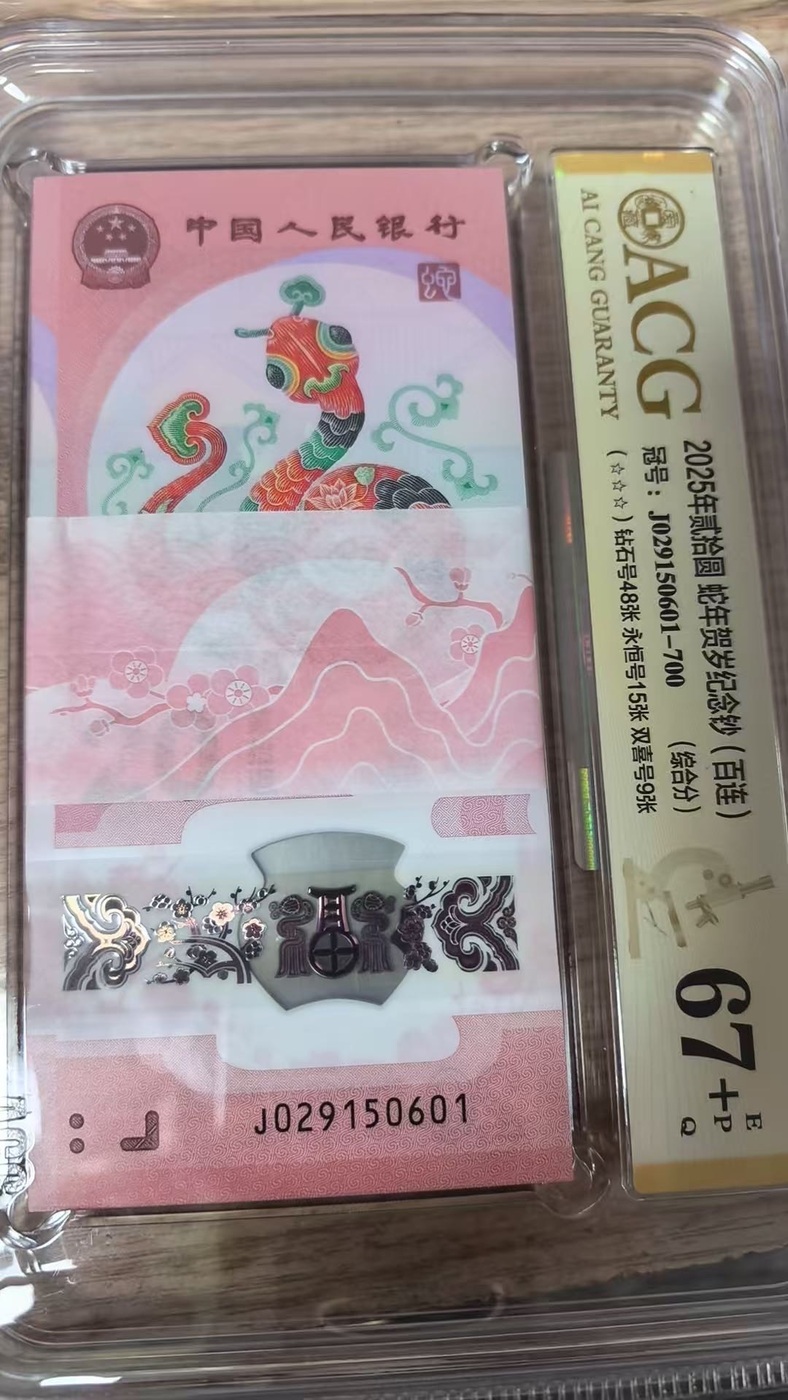 中国人民银行
J029150601
ACG
AI CANG GUARANTY
2025年贰拾圆 蛇年贺岁纪念钞（百连）
冠号：J029150601-700 （综合分）
（☆☆☆）钻石号48张 永恒号15张 双喜号9张
67+
E
P
Q